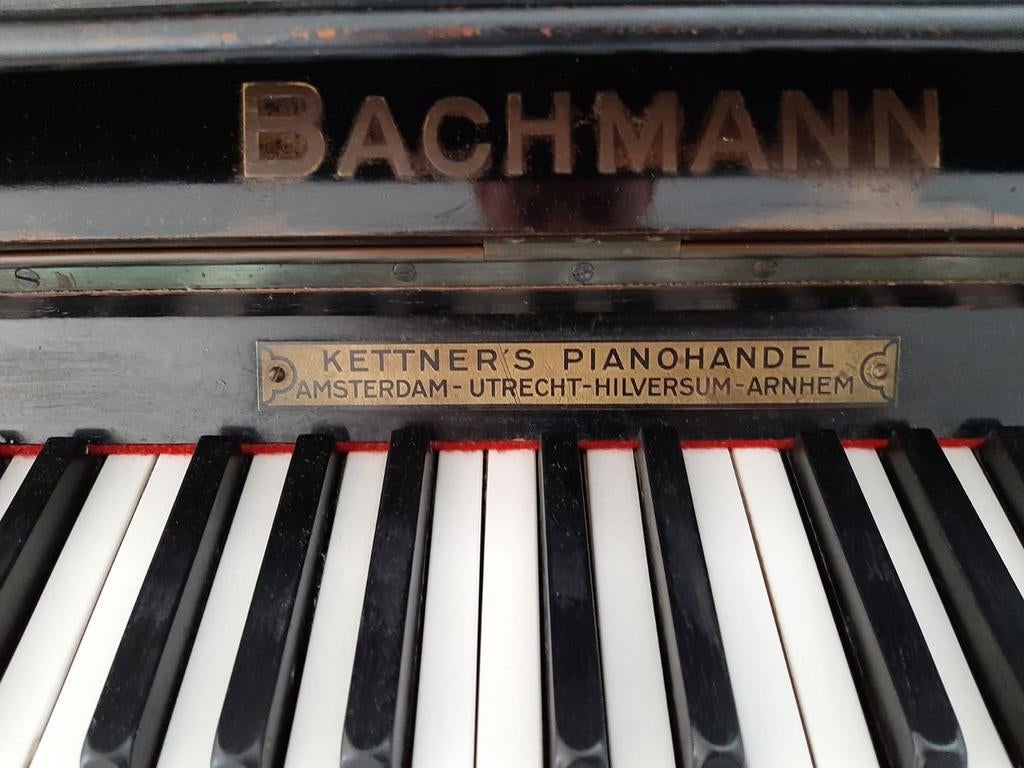 BACHMANN
KETTNER'S PIANOHANDEL
AMSTERDAM-UTRECHT-HILVERSUM-ARNHEM